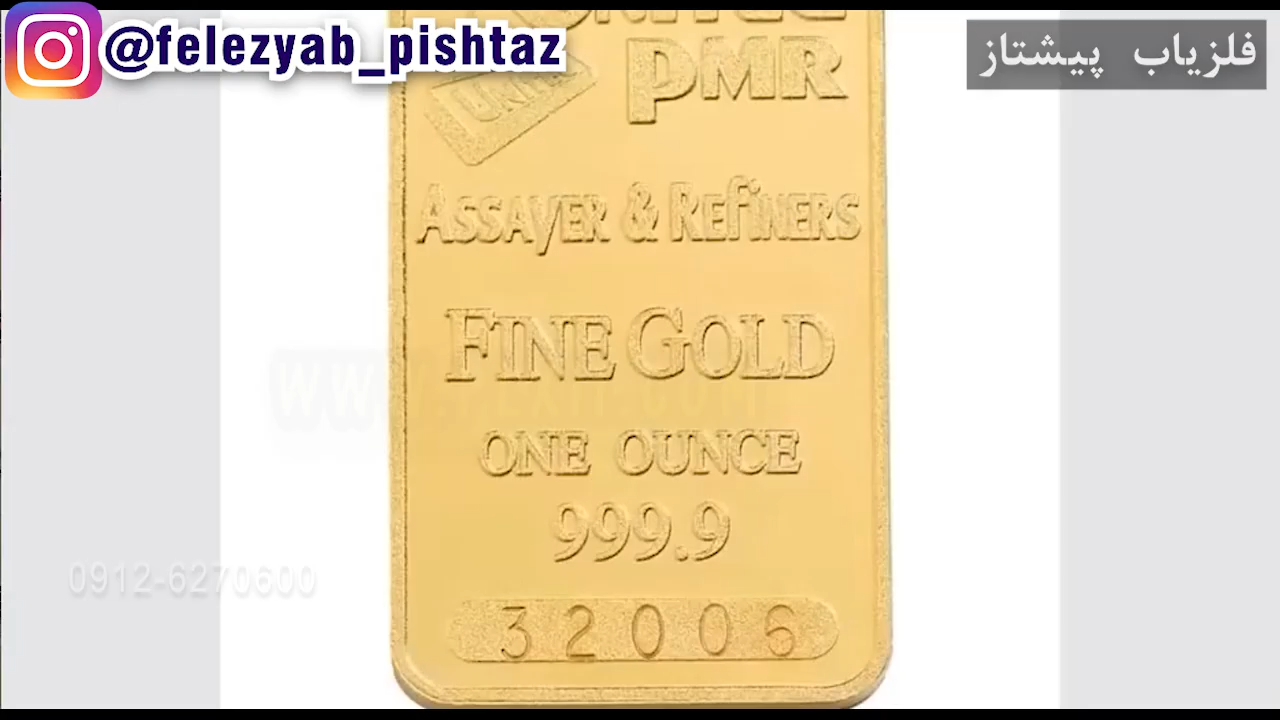 @felezyab_pishtaz
فلزیاب پیشتاز
PMR
ASSAYER & REFINERS
FINE GOLD
ONE OUNCE
999.9
0912-6270600
32006